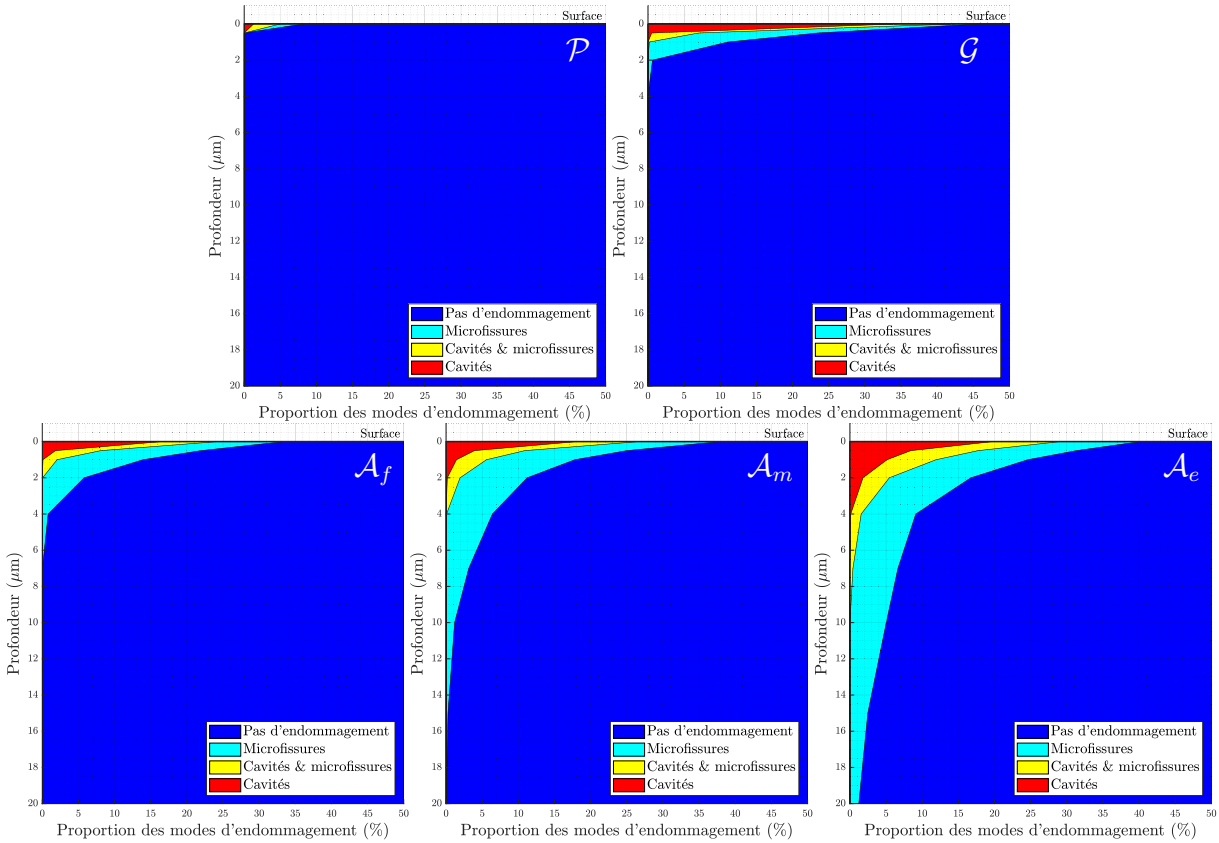 Surface
𝒫
0
2
4
6
8
10
12
14
16
18
20
Profondeur (μm)
Pas d'endommagement
Microfissures
Cavités & microfissures
Cavités
0 5 10 15 20 25 30 35 40 45 50
Proportion des modes d'endommagement (%)
Surface
𝒢
0
2
4
6
8
10
12
14
16
18
20
Profondeur (μm)
Pas d'endommagement
Microfissures
Cavités & microfissures
Cavités
0 5 10 15 20 25 30 35 40 45 50
Proportion des modes d'endommagement (%)
Surface
𝒜f
0
2
4
6
8
10
12
14
16
18
20
Profondeur (μm)
Pas d'endommagement
Microfissures
Cavités & microfissures
Cavités
0 5 10 15 20 25 30 35 40 45 50
Proportion des modes d'endommagement (%)
Surface
𝒜m
0
2
4
6
8
10
12
14
16
18
20
Profondeur (μm)
Pas d'endommagement
Microfissures
Cavités & microfissures
Cavités
0 5 10 15 20 25 30 35 40 45 50
Proportion des modes d'endommagement (%)
Surface
𝒜e
0
2
4
6
8
10
12
14
16
18
20
Profondeur (μm)
Pas d'endommagement
Microfissures
Cavités & microfissures
Cavités
0 5 10 15 20 25 30 35 40 45 50
Proportion des modes d'endommagement (%)